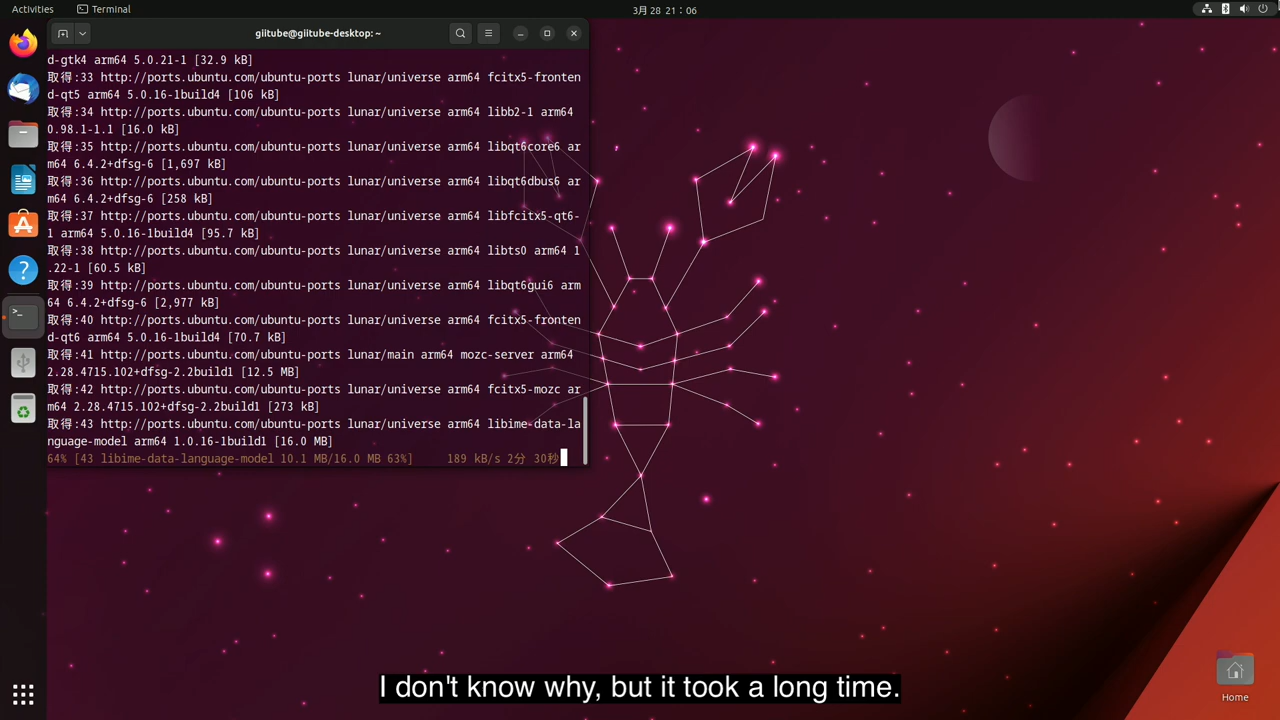 Activities
Terminal
3月 28 21：06
giitube@giitube-desktop: ~
d-gtk4 arm64 5.0.21-1 [32.9 kB]
取得:33 http://ports.ubuntu.com/ubuntu-ports lunar/universe arm64 fcitx5-fronten
d-qt5 arm64 5.0.16-1build4 [106 kB]
取得:34 http://ports.ubuntu.com/ubuntu-ports lunar/universe arm64 libb2-1 arm64
0.98.1-1.1 [16.0 kB]
取得:35 http://ports.ubuntu.com/ubuntu-ports lunar/universe arm64 libqt6core6 ar
m64 6.4.2+dfsg-6 [1,697 kB]
取得:36 http://ports.ubuntu.com/ubuntu-ports lunar/universe arm64 libqt6dbus6 ar
m64 6.4.2+dfsg-6 [258 kB]
取得:37 http://ports.ubuntu.com/ubuntu-ports lunar/universe arm64 libfcitx5-qt6-
1 arm64 5.0.16-1build4 [95.7 kB]
取得:38 http://ports.ubuntu.com/ubuntu-ports lunar/universe arm64 libts0 arm64 1
.22-1 [60.5 kB]
取得:39 http://ports.ubuntu.com/ubuntu-ports lunar/universe arm64 libqt6gui6 arm
64 6.4.2+dfsg-6 [2,977 kB]
取得:40 http://ports.ubuntu.com/ubuntu-ports lunar/universe arm64 fcitx5-fronten
d-qt6 arm64 5.0.16-1build4 [70.7 kB]
取得:41 http://ports.ubuntu.com/ubuntu-ports lunar/main arm64 mozc-server arm64
2.28.4715.102+dfsg-2.2build1 [12.5 MB]
取得:42 http://ports.ubuntu.com/ubuntu-ports lunar/universe arm64 fcitx5-mozc ar
m64 2.28.4715.102+dfsg-2.2build1 [273 kB]
取得:43 http://ports.ubuntu.com/ubuntu-ports lunar/universe arm64 libime-data-la
nguage-model arm64 1.0.16-1build1 [16.0 MB]
64% [43 libime-data-language-model 10.1 MB/16.0 MB 63%] 189 kB/s 2分 30秒
Home
I don't know why, but it took a long time.